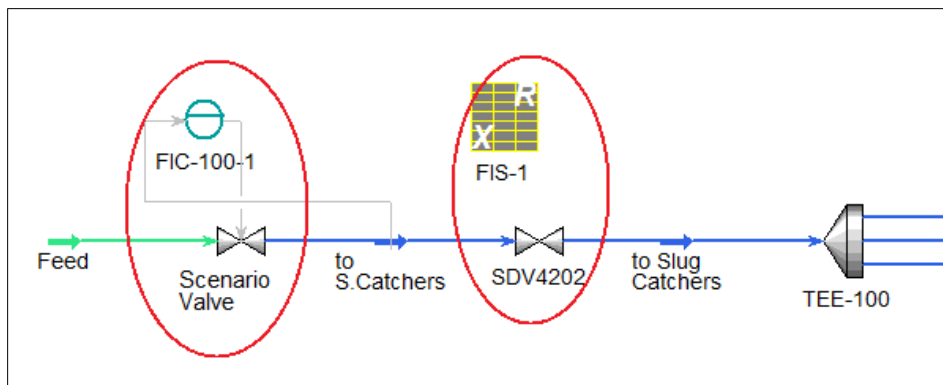 R
X
FIC-100-1
FIS-1
Feed
Scenario
Valve
to
S.Catchers
SDV4202
to Slug
Catchers
TEE-100